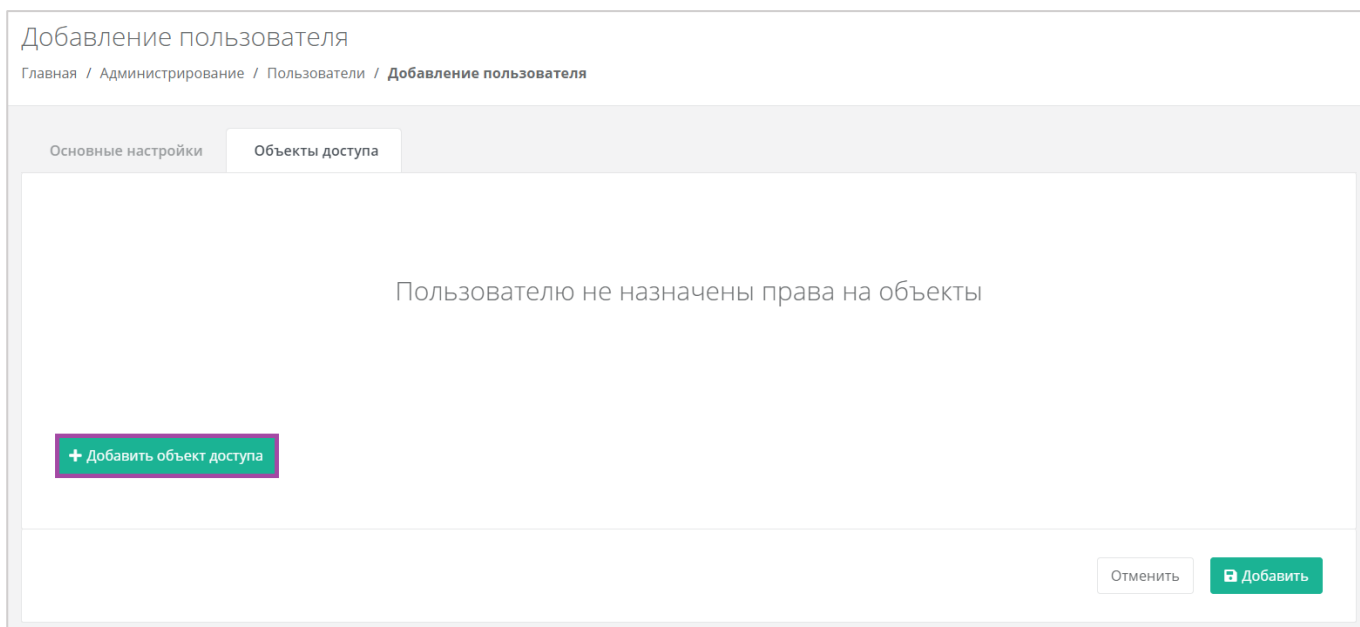 Добавление пользователя
Главная / Администрирование / Пользователи / Добавление пользователя
Основные настройки Объекты доступа
Пользователю не назначены права на объекты
+ Добавить объект доступа
Отменить Добавить